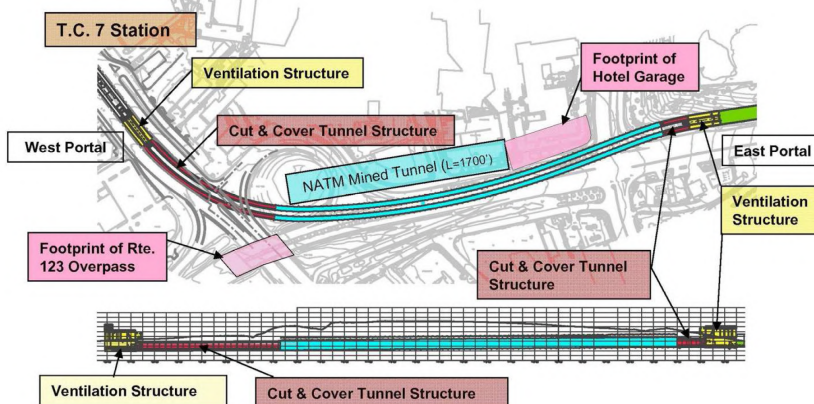 T.C. 7 Station
Ventilation Structure
Footprint of
Hotel Garage
Cut & Cover Tunnel Structure
West Portal
NATM Mined Tunnel (L=1700')
East Portal
Ventilation
Structure
Footprint of Rte.
123 Overpass
Cut & Cover Tunnel
Structure
Ventilation Structure
Cut & Cover Tunnel Structure